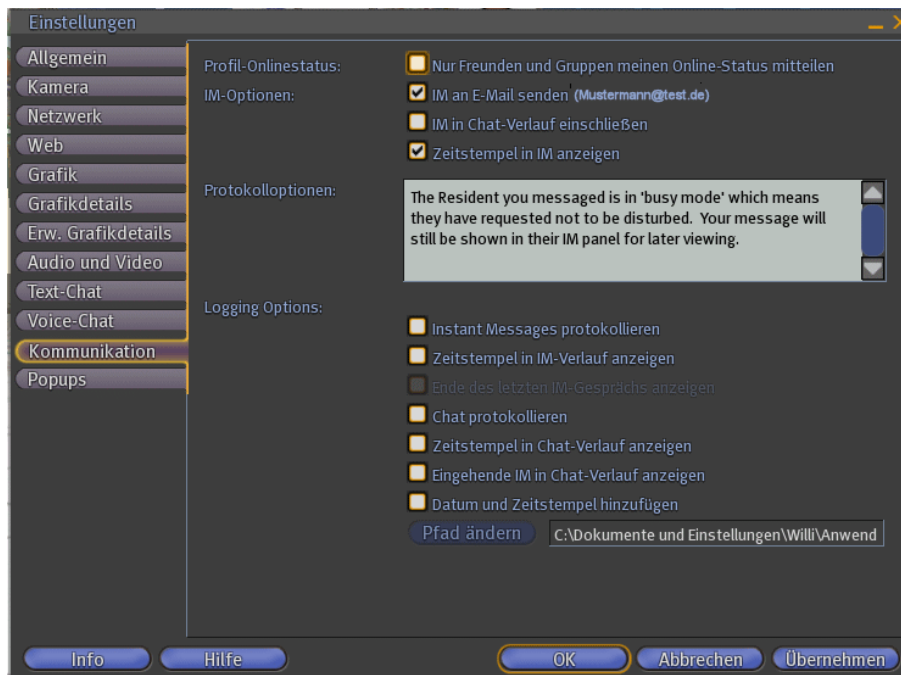 Einstellungen
Allgemein
Kamera
Netzwerk
Web
Grafik
Grafikdetails
Erw. Grafikdetails
Audio und Video
Text-Chat
Voice-Chat
Kommunikation
Popups
Profil-Onlinestatus:
Nur Freunden und Gruppen meinen Online-Status mitteilen
IM-Optionen:
IM an E-Mail senden (Mustermann@test.de)
IM in Chat-Verlauf einschließen
Zeitstempel in IM anzeigen
Protokolloptionen:
The Resident you messaged is in 'busy mode' which means
they have requested not to be disturbed. Your message will
still be shown in their IM panel for later viewing.
Logging Options:
Instant Messages protokollieren
Zeitstempel in IM-Verlauf anzeigen
Ende des letzten IM-Gesprächs anzeigen
Chat protokollieren
Zeitstempel in Chat-Verlauf anzeigen
Eingehende IM in Chat-Verlauf anzeigen
Datum und Zeitstempel hinzufügen
Pfad ändern C:\Dokumente und Einstellungen\Willi\Anwend
Info Hilfe OK Abbrechen Übernehmen